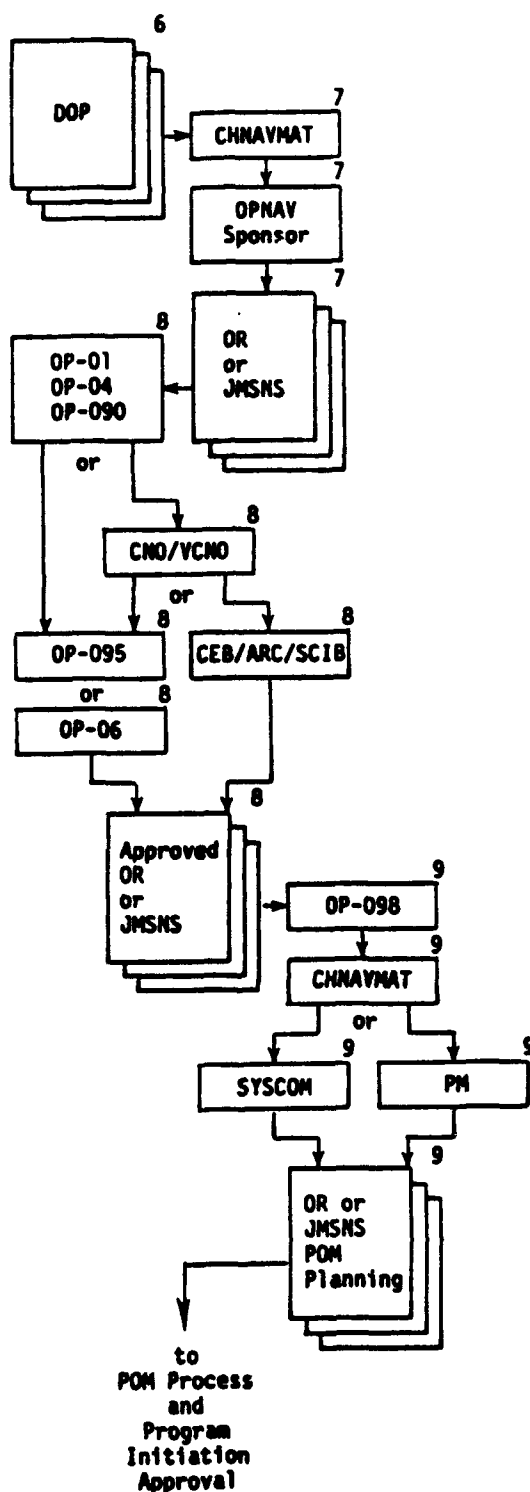 6
DOP
7
CHNAVMAT
7
OPNAV
Sponsor
7
OR
or
JMSNS
8
OP-01
OP-04
OP-090
or
8
CNO/VCNO
or
8
OP-095
8
CEB/ARC/SCIB
or
8
OP-06
8
Approved
OR
or
JMSNS
9
OP-098
9
CHNAVMAT
or
9
SYSCOM
9
PM
9
OR or
JMSNS
POM
Planning
to
POM Process
and
Program
Initiation
Approval